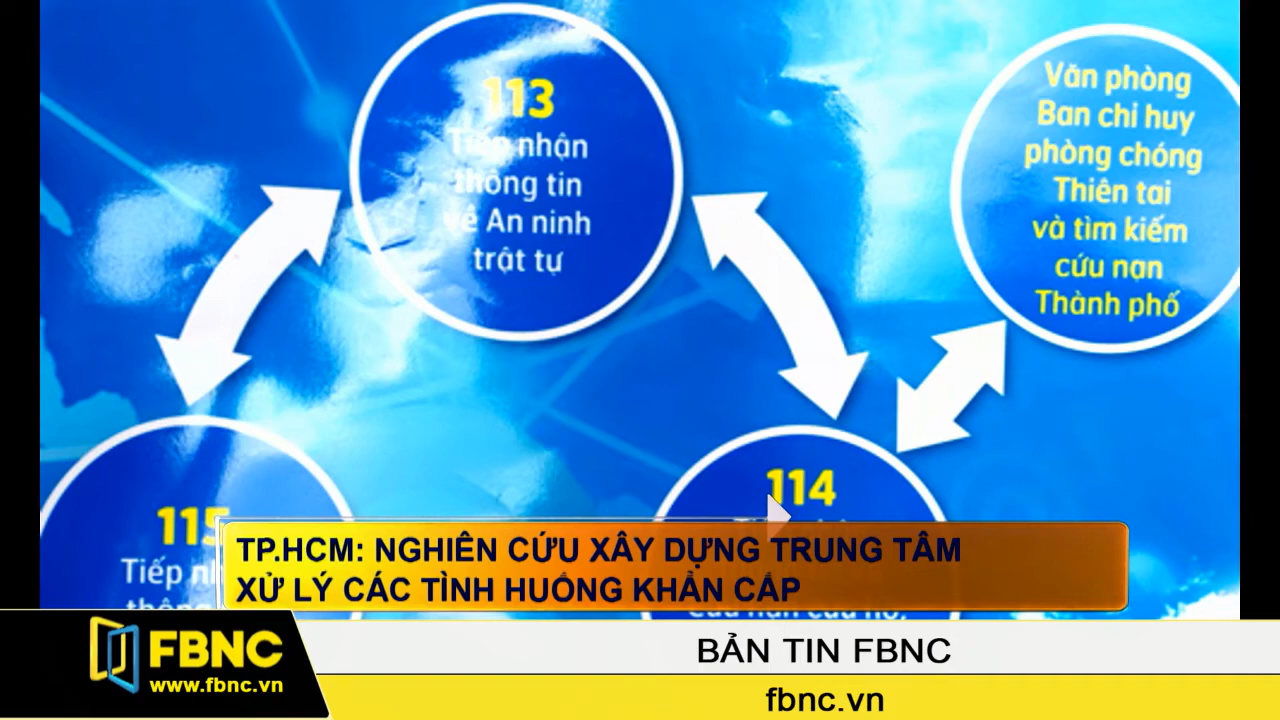 113
Tiếp nhận
thông tin
về An ninh
trật tự
Văn phòng
Ban chỉ huy
phòng chóng
Thiên tai
và tìm kiếm
cứu nạn
Thành phố
115
Tiếp
114
TP.HCM: NGHIÊN CỨU XÂY DỰNG TRUNG TÂM
XỬ LÝ CÁC TÌNH HUỐNG KHẨN CẤP
FBNC
www.fbnc.vn
BẢN TIN FBNC
fbnc.vn